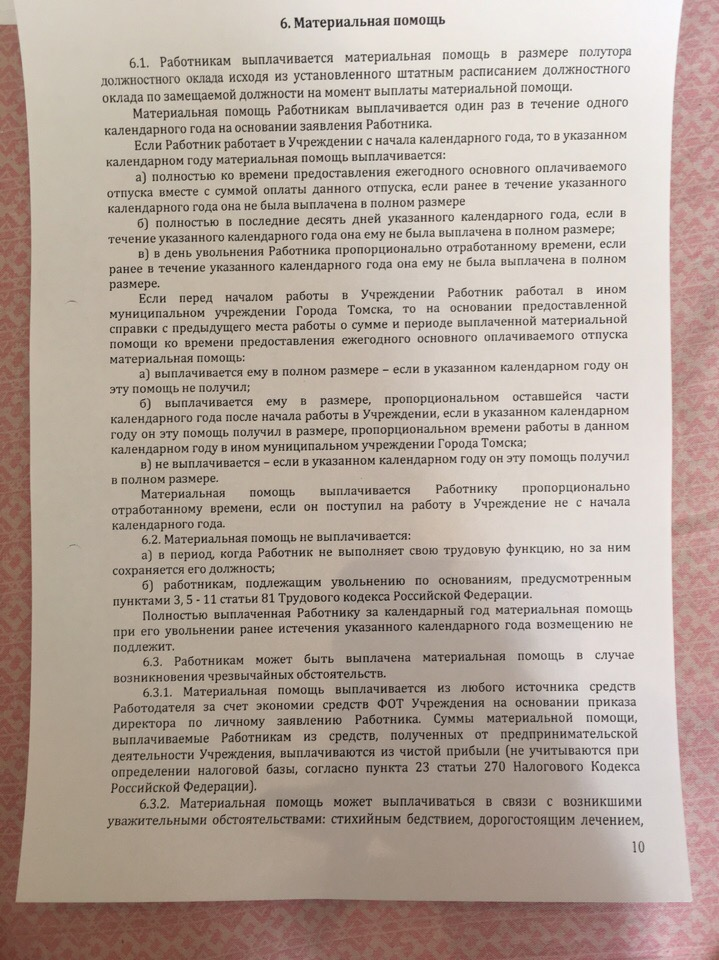 6. Материальная помощь
6.1. Работникам выплачивается материальная помощь в размере полутора
должностного оклада исходя из установленного штатным расписанием должностного
оклада по замещаемой должности на момент выплаты материальной помощи.
Материальная помощь Работникам выплачивается один раз в течение одного
календарного года на основании заявления Работника.
Если Работник работает в Учреждении с начала календарного года, то в указанном
календарном году материальная помощь выплачивается:
а) полностью ко времени предоставления ежегодного основного оплачиваемого
отпуска вместе с суммой оплаты данного отпуска, если ранее в течение указанного
календарного года она не была выплачена в полном размере
б) полностью в последние десять дней указанного календарного года, если в
течение указанного календарного года она ему не была выплачена в полном размере;
в) в день увольнения Работника пропорционально отработанному времени, если
ранее в течение указанного календарного года она ему не была выплачена в полном
размере.
Если перед началом работы в Учреждении Работник работал в ином
муниципальном учреждении Города Томска, то на основании предоставленной
справки с предыдущего места работы о сумме и периоде выплаченной материальной
помощи ко времени предоставления ежегодного основного оплачиваемого отпуска
материальная помощь:
а) выплачивается ему в полном размере – если в указанном календарном году он
эту помощь не получил;
б) выплачивается ему в размере, пропорциональном оставшейся части
календарного года после начала работы в Учреждении, если в указанном календарном
году он эту помощь получил в размере, пропорциональном времени работы в данном
календарном году в ином муниципальном учреждении Города Томска;
в) не выплачивается – если в указанном календарном году он эту помощь получил
в полном размере.
Материальная помощь выплачивается Работнику пропорционально
отработанному времени, если он поступил на работу в Учреждение не с начала
календарного года.
6.2. Материальная помощь не выплачивается:
а) в период, когда Работник не выполняет свою трудовую функцию, но за ним
сохраняется его должность;
б) работникам, подлежащим увольнению по основаниям, предусмотренным
пунктами 3, 5 - 11 статьи 81 Трудового кодекса Российской Федерации.
Полностью выплаченная Работнику за календарный год материальная помощь
при его увольнении ранее истечения указанного календарного года возмещению не
подлежит.
6.3. Работникам может быть выплачена материальная помощь в случае
возникновения чрезвычайных обстоятельств.
6.3.1. Материальная помощь выплачивается из любого источника средств
Работодателя за счет экономии средств ФОТ Учреждения на основании приказа
директора по личному заявлению Работника. Суммы материальной помощи,
выплачиваемые Работникам из средств, полученных от предпринимательской
деятельности Учреждения, выплачиваются из чистой прибыли (не учитываются при
определении налоговой базы, согласно пункта 23 статьи 270 Налогового Кодекса
Российской Федерации).
6.3.2. Материальная помощь может выплачиваться в связи с возникшими
уважительными обстоятельствами: стихийным бедствием, дорогостоящим лечением,
10